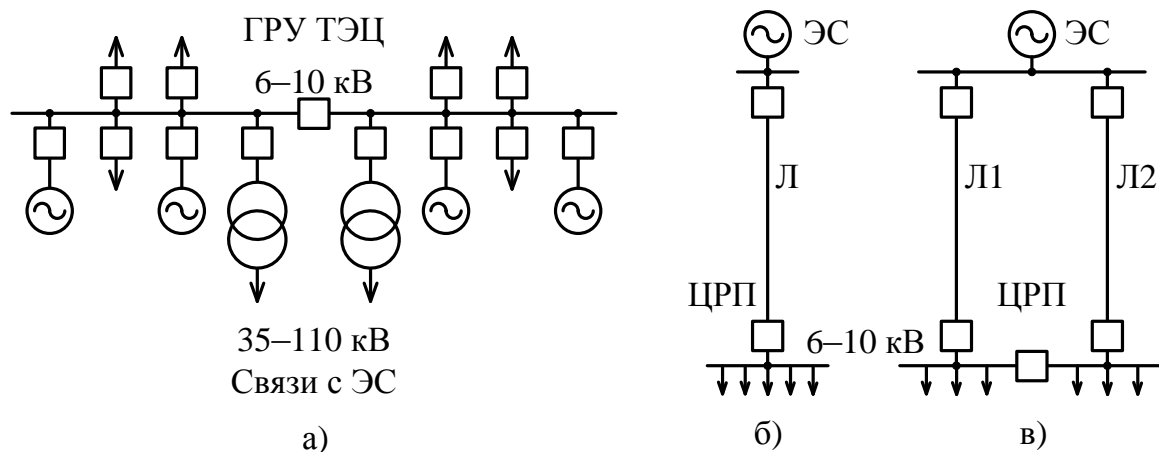 ГРУ ТЭЦ
6–10 кВ
35–110 кВ
Связи с ЭС
а)
ЭС
Л
ЦРП
6–10 кВ
б)
ЭС
Л1
Л2
ЦРП
в)